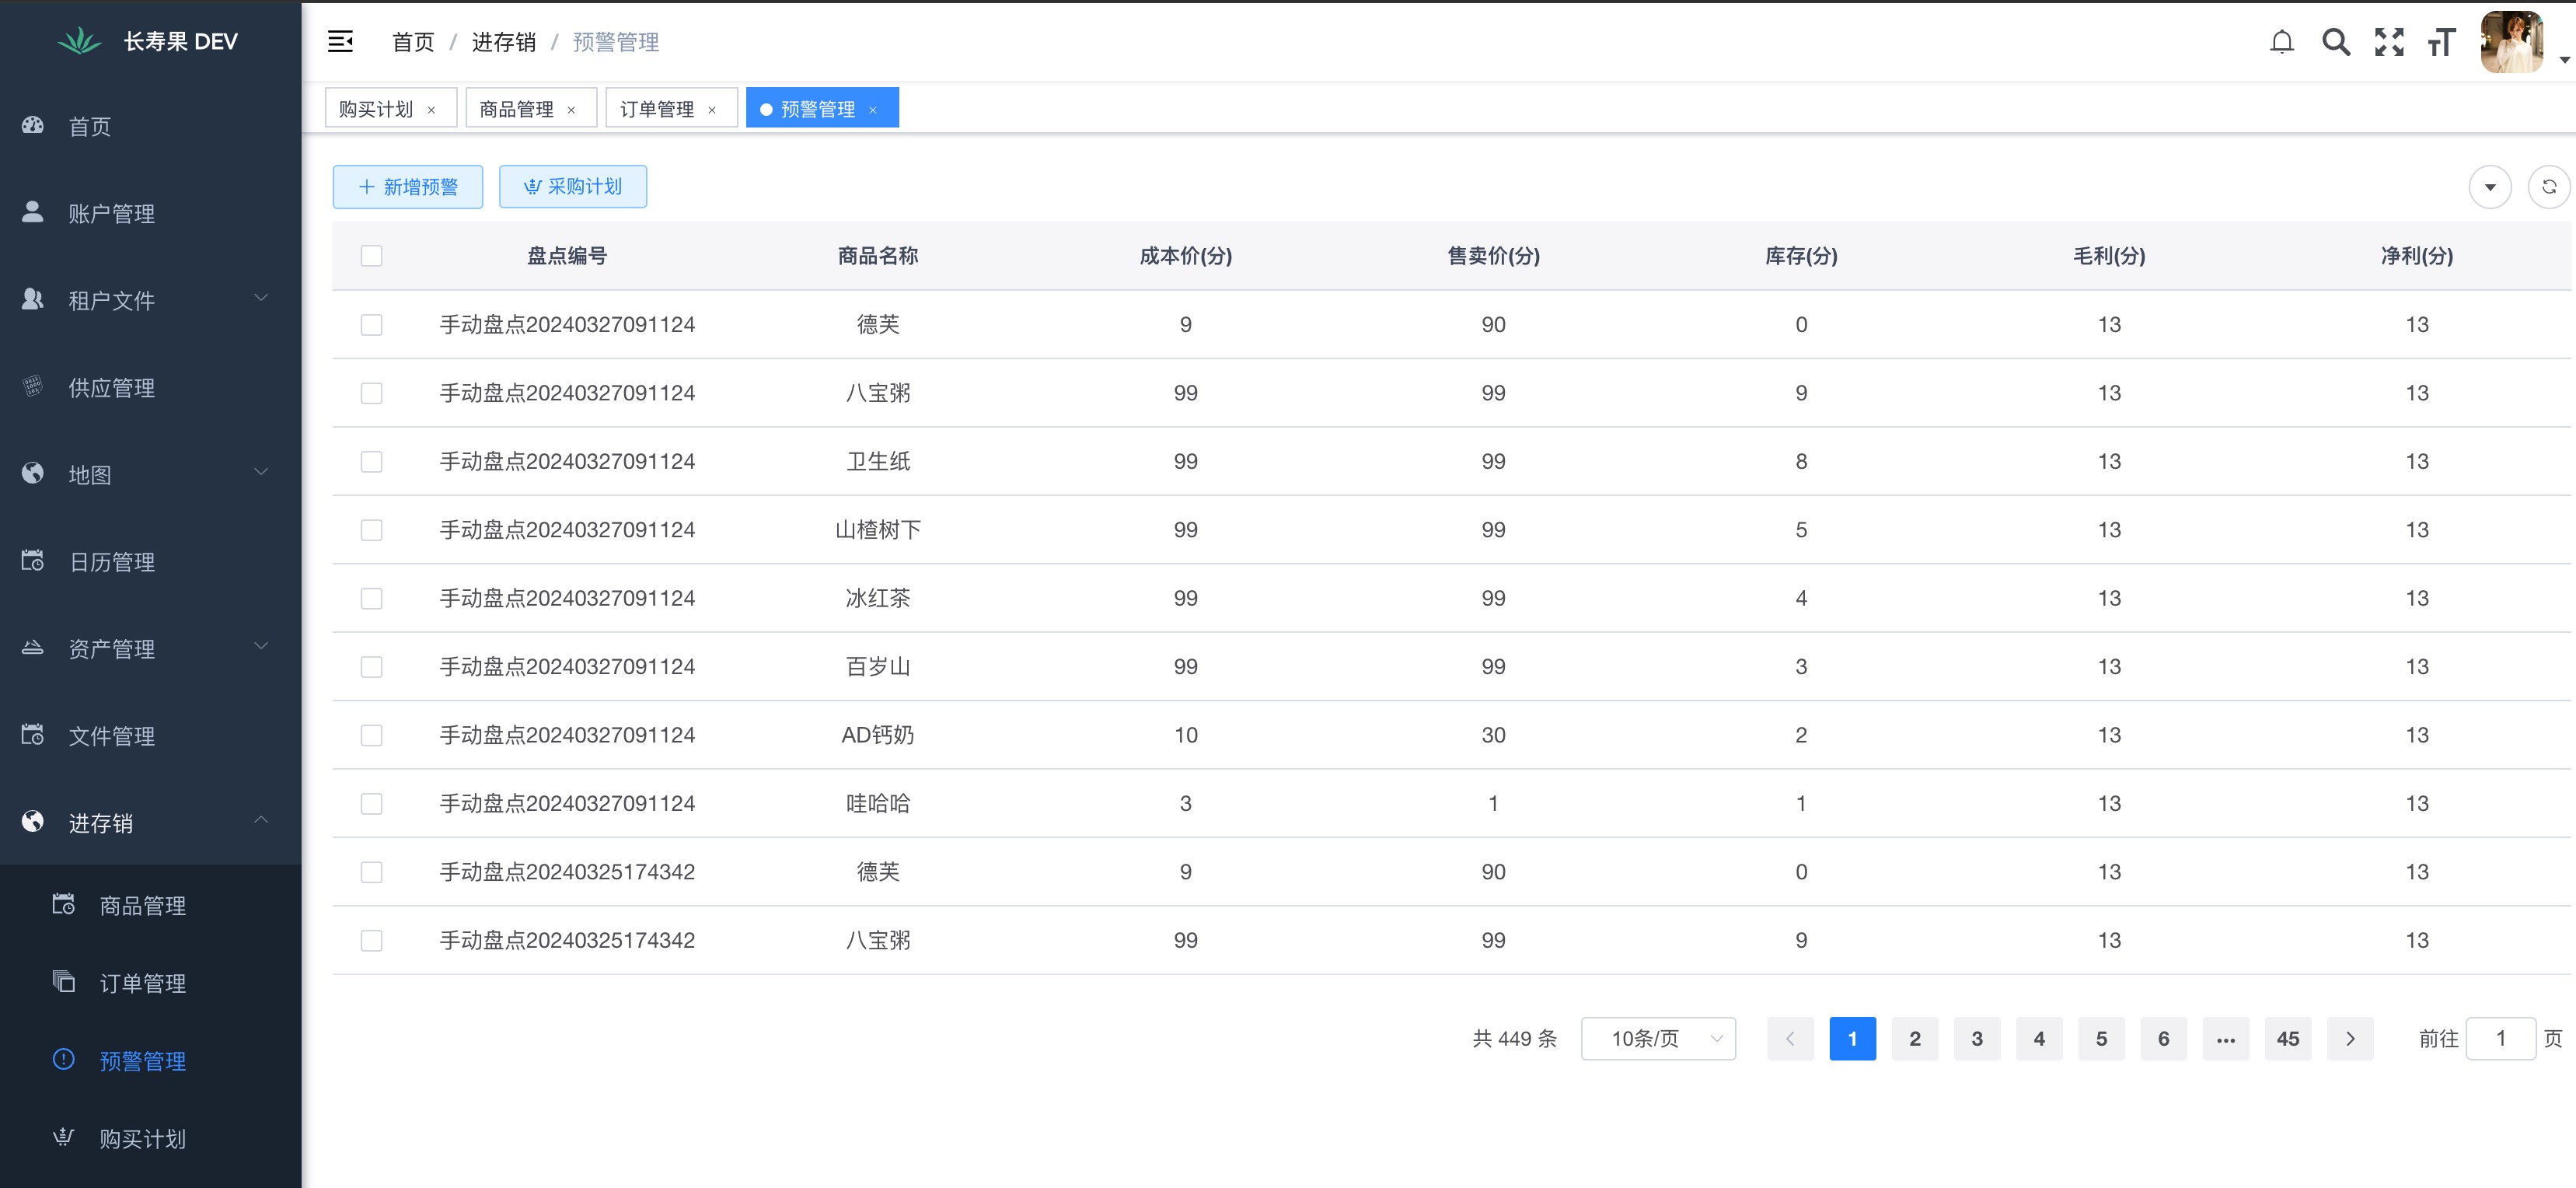 长寿果 DEV
首页 / 进存销 / 预警管理
购买计划 × 商品管理 × 订单管理 × 预警管理 ×
首页
账户管理
租户文件
供应管理
地图
日历管理
资产管理
文件管理
进存销
商品管理
订单管理
预警管理
购买计划
+ 新增预警 采购计划
盘点编号 商品名称 成本价(分) 售卖价(分) 库存(分) 毛利(分) 净利(分)
手动盘点20240327091124 德芙 9 90 0 13 13
手动盘点20240327091124 八宝粥 99 99 9 13 13
手动盘点20240327091124 卫生纸 99 99 8 13 13
手动盘点20240327091124 山楂树下 99 99 5 13 13
手动盘点20240327091124 冰红茶 99 99 4 13 13
手动盘点20240327091124 百岁山 99 99 3 13 13
手动盘点20240327091124 AD钙奶 10 30 2 13 13
手动盘点20240327091124 哇哈哈 3 1 1 13 13
手动盘点20240325174342 德芙 9 90 0 13 13
手动盘点20240325174342 八宝粥 99 99 9 13 13
共 449 条 10条/页 < 1 2 3 4 5 6 ... 45 > 前往 1 页